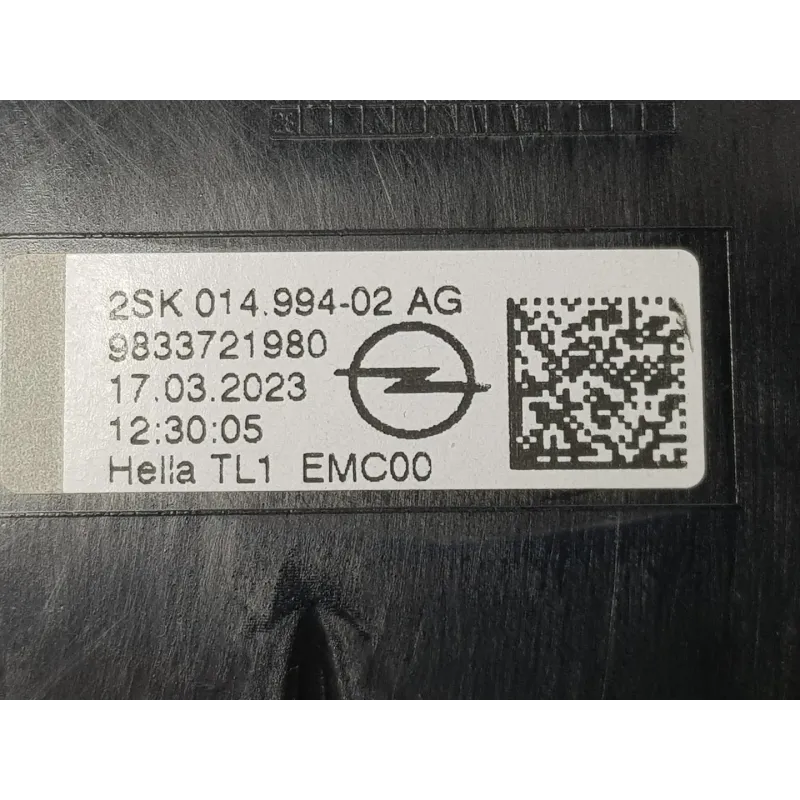 2SK 014.994-02 AG
9833721980
17.03.2023
12:30:05
Hella TL1 EMC00